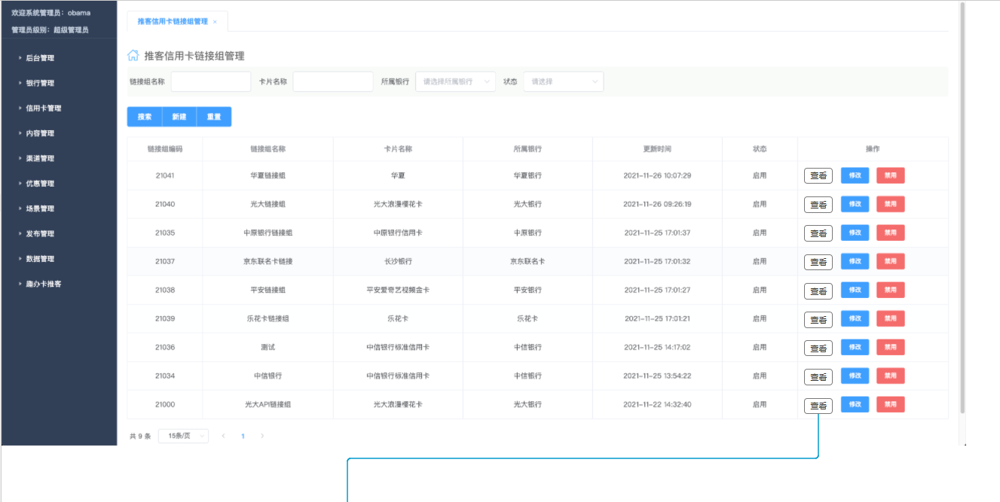 欢迎系统管理员：obama
管理员级别：超级管理员
后台管理
银行管理
信用卡管理
内容管理
渠道管理
优惠管理
场景管理
发布管理
数据管理
趣办卡推客
推客信用卡链接组管理 ×
推客信用卡链接组管理
链接组名称 卡片名称 所属银行 请选择所属银行 状态 请选择
搜索 新建 重置
链接组编码 链接组名称 卡片名称 所属银行 更新时间 状态 操作
21041 华夏链接组 华夏 华夏银行 2021-11-26 10:07:29 启用 查看 修改 禁用
21040 光大链接组 光大浪漫樱花卡 光大银行 2021-11-26 09:26:19 启用 查看 修改 禁用
21035 中原银行链接组 中原银行信用卡 中原银行 2021-11-25 17:01:37 启用 查看 修改 禁用
21037 京东联名卡链接 长沙银行 京东联名卡 2021-11-25 17:01:32 启用 查看 修改 禁用
21038 平安链接组 平安爱奇艺视频金卡 平安银行 2021-11-25 17:01:27 启用 查看 修改 禁用
21039 乐花卡链接组 乐花卡 乐花卡 2021-11-25 17:01:21 启用 查看 修改 禁用
21036 测试 中信银行标准信用卡 中信银行 2021-11-25 14:17:02 启用 查看 修改 禁用
21034 中信银行 中信银行标准信用卡 中信银行 2021-11-25 13:54:22 启用 查看 修改 禁用
21000 光大API链接组 光大浪漫樱花卡 光大银行 2021-11-22 14:32:40 启用 查看 修改 禁用
共 9 条 15条/页 < 1 >